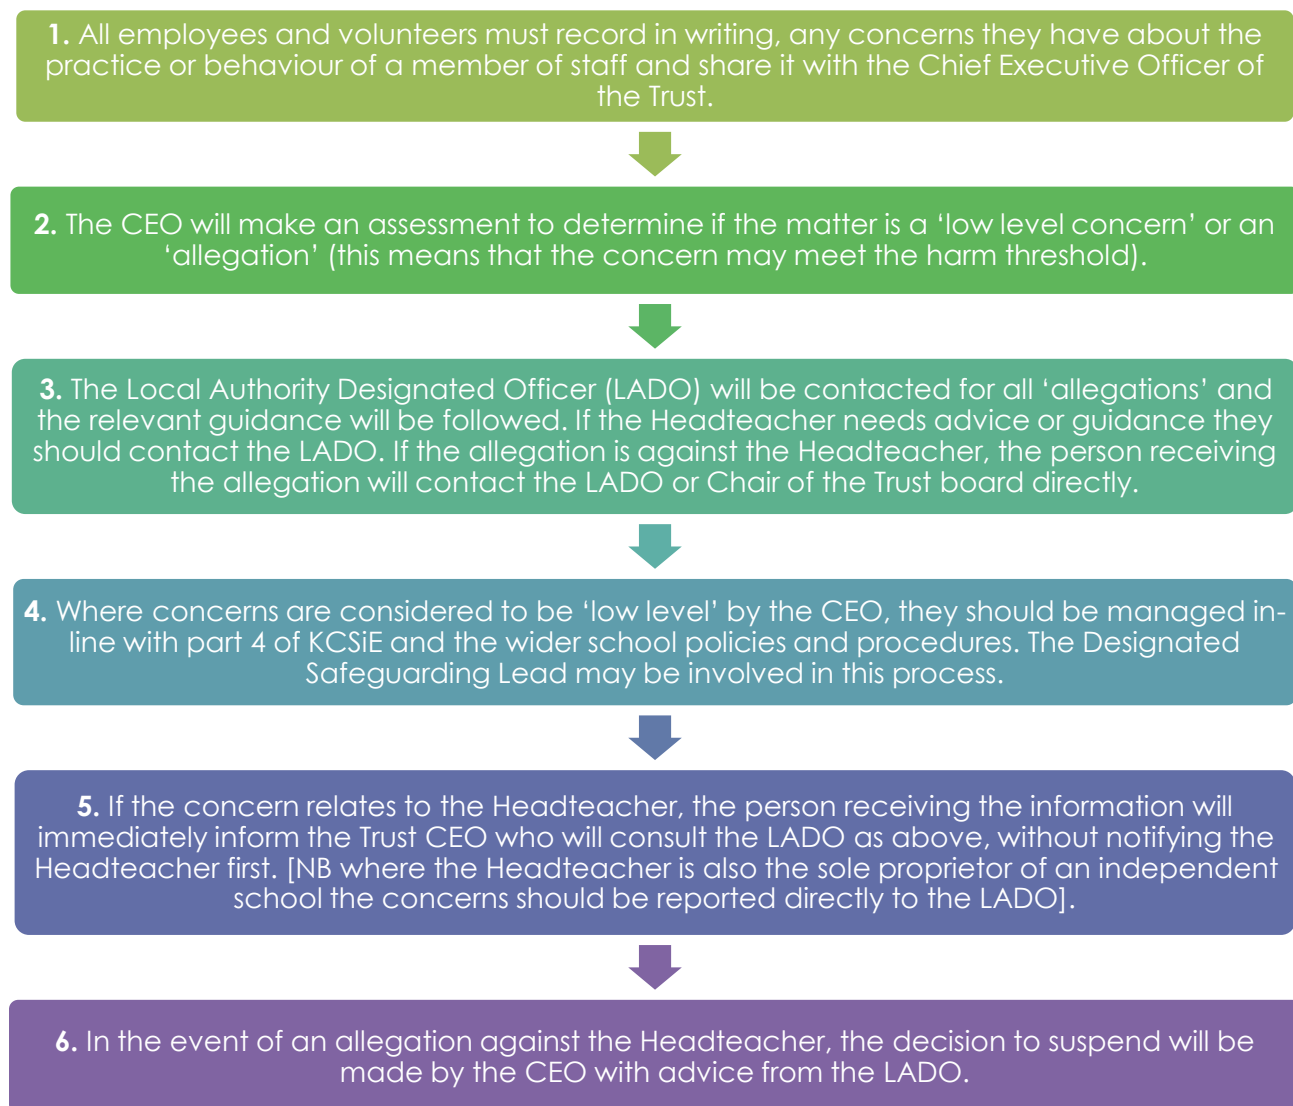 1. All employees and volunteers must record in writing, any concerns they have about the
practice or behaviour of a member of staff and share it with the Chief Executive Officer of
the Trust.
2. The CEO will make an assessment to determine if the matter is a ‘low level concern’ or an
‘allegation’ (this means that the concern may meet the harm threshold).
3. The Local Authority Designated Officer (LADO) will be contacted for all ‘allegations’ and
the relevant guidance will be followed. If the Headteacher needs advice or guidance they
should contact the LADO. If the allegation is against the Headteacher, the person receiving
the allegation will contact the LADO or Chair of the Trust board directly.
4. Where concerns are considered to be ‘low level’ by the CEO, they should be managed in-
line with part 4 of KCSiE and the wider school policies and procedures. The Designated
Safeguarding Lead may be involved in this process.
5. If the concern relates to the Headteacher, the person receiving the information will
immediately inform the Trust CEO who will consult the LADO as above, without notifying the
Headteacher first. [NB where the Headteacher is also the sole proprietor of an independent
school the concerns should be reported directly to the LADO].
6. In the event of an allegation against the Headteacher, the decision to suspend will be
made by the CEO with advice from the LADO.